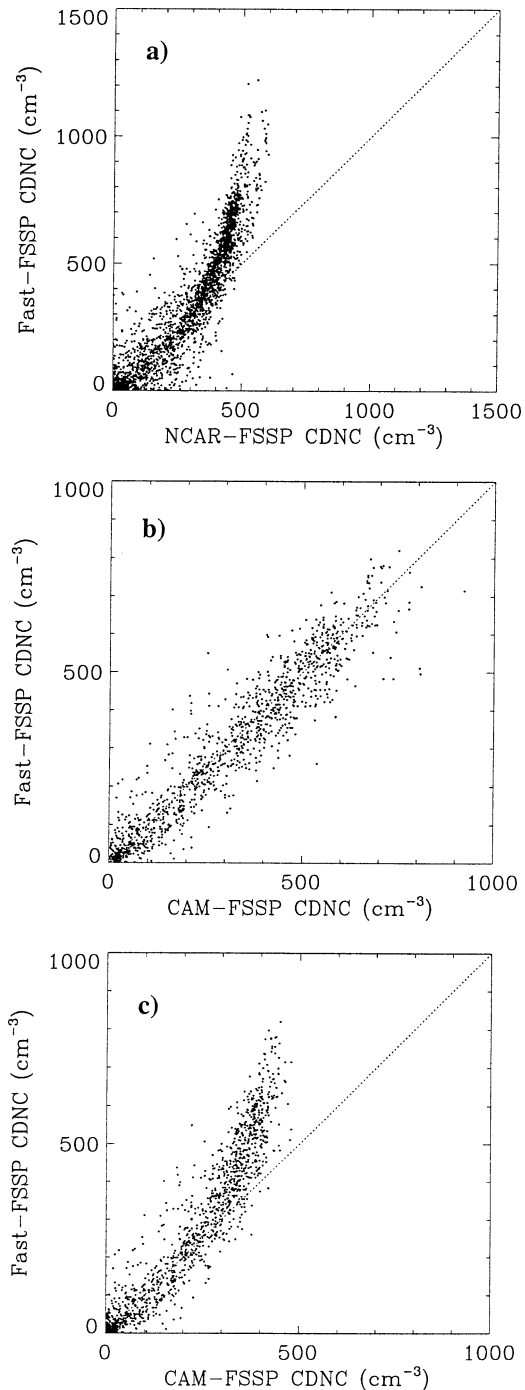 1500
a)
1000
500
0
Fast-FSSP CDNC (cm⁻³)
0 500 1000 1500
NCAR-FSSP CDNC (cm⁻³)
1000
b)
500
0
Fast-FSSP CDNC (cm⁻³)
0 500 1000
CAM-FSSP CDNC (cm⁻³)
1000
c)
500
0
Fast-FSSP CDNC (cm⁻³)
0 500 1000
CAM-FSSP CDNC (cm⁻³)